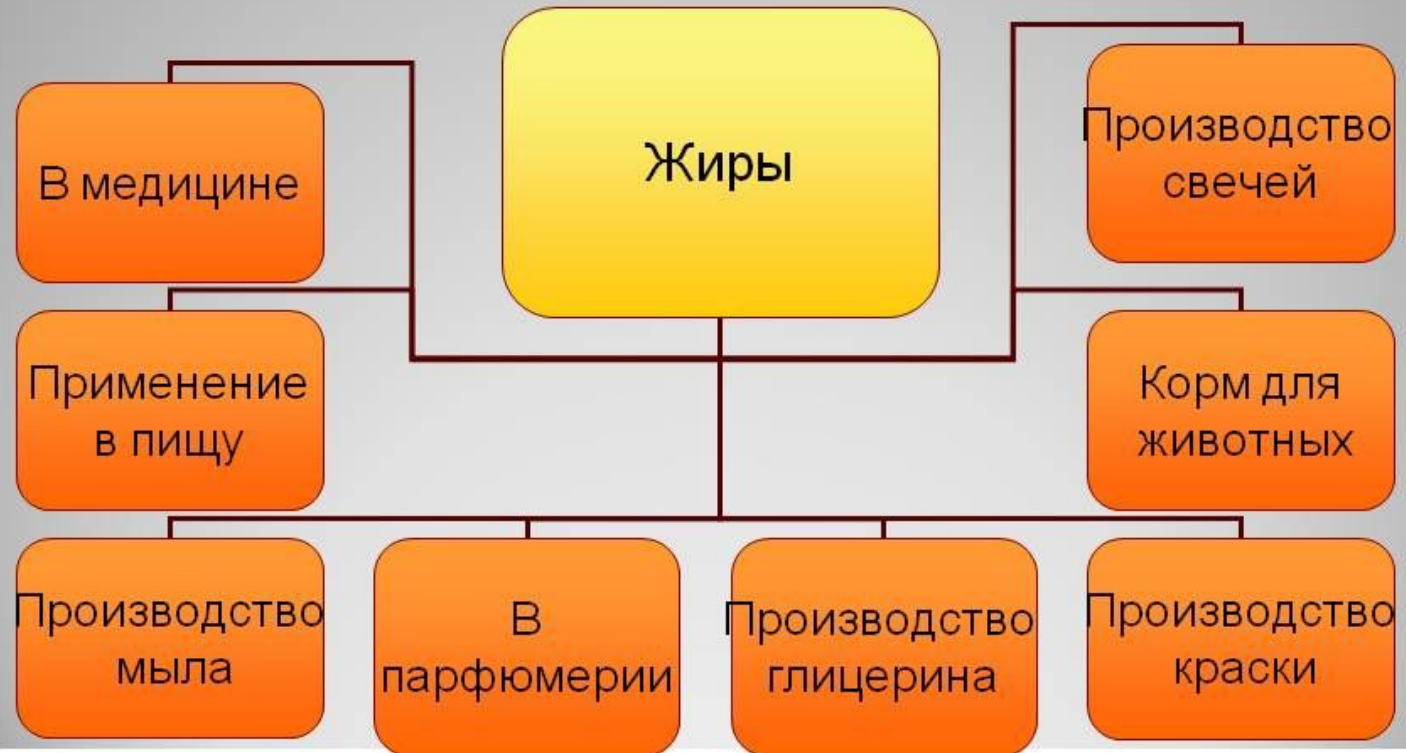 Жиры
В медицине
Производство
свечей
Применение
в пищу
Корм для
животных
Производство
мыла
В
парфюмерии
Производство
глицерина
Производство
краски